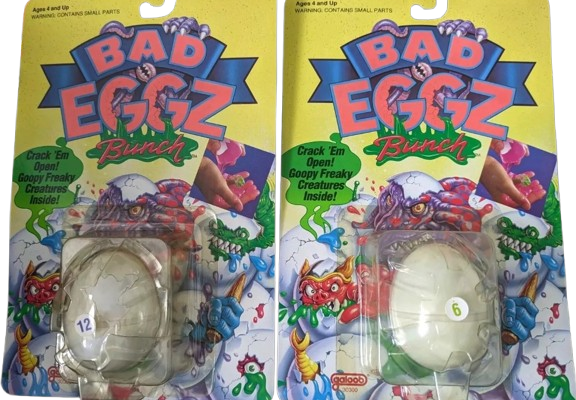 Ages 4 and Up
WARNING: CONTAINS SMALL PARTS
BAD
EGGZ
Bunch
Crack 'Em
Open!
Goopy Freaky
Creatures
Inside!
12
Ages 4 and Up
WARNING: CONTAINS SMALL PARTS
BAD
EGGZ
Bunch
Crack 'Em
Open!
Goopy Freaky
Creatures
Inside!
6
galoob